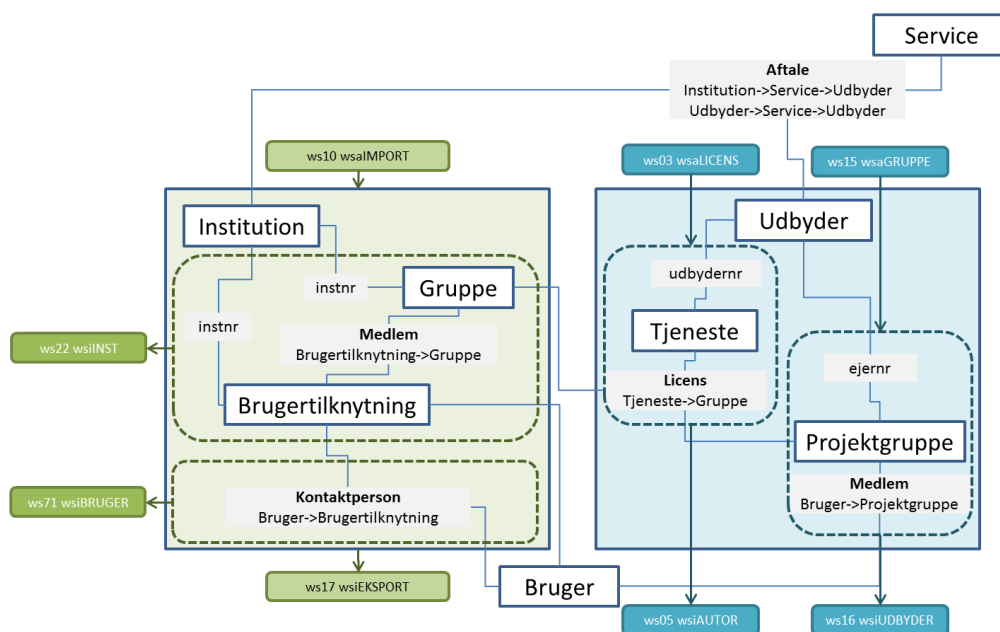 Service
Aftale
Institution->Service->Udbyder
Udbyder->Service->Udbyder
ws10 wsaIMPORT
ws03 wsaLICENS
ws15 wsaGRUPPE
Institution
Udbyder
instnr
Gruppe
udbydernr
instnr
Medlem
Brugertilknytning->Gruppe
Tjeneste
ws22 wsiINST
ejernr
Licens
Tjeneste->Gruppe
Brugertilknytning
Projektgruppe
Medlem
Bruger->Projektgruppe
ws71 wsiBRUGER
Kontaktperson
Bruger->Brugertilknytning
ws17 wsiEKSPORT
Bruger
ws05 wsiAUTOR
ws16 wsiUDBYDER